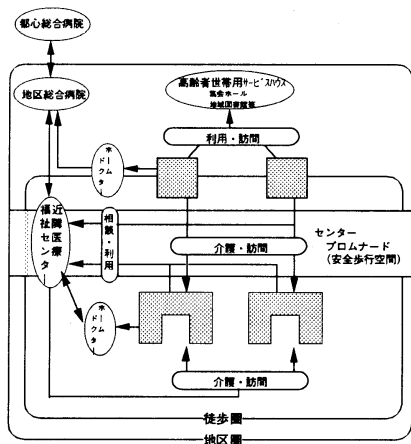 都心総合病院
地区総合病院
高齢者世帯用サービスハウス
集会ホール
地域図書館等
利用・訪問
ホームドクター
近隣医療
福祉センター
相談・利用
介護・訪問
センター
プロムナード
（安全歩行空間）
ホームドクター
介護・訪問
徒歩圏
地区圏